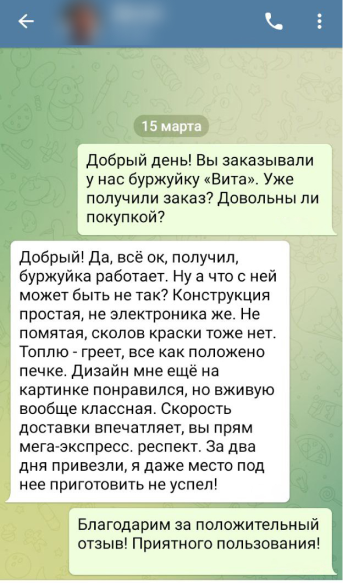 15 марта
Добрый день! Вы заказывали
у нас буржуйку «Вита». Уже
получили заказ? Довольны ли
покупкой?
Добрый! Да, всё ок, получил,
буржуйка работает. Ну а что с ней
может быть не так? Конструкция
простая, не электроника же. Не
помятая, сколов краски тоже нет.
Топлю - греет, все как положено
печке. Дизайн мне ещё на
картинке понравился, но вживую
вообще классная. Скорость
доставки впечатляет, вы прям
мега-экспресс. респект. За два
дня привезли, я даже место под
нее приготовить не успел!
Благодарим за положительный
отзыв! Приятного пользования!